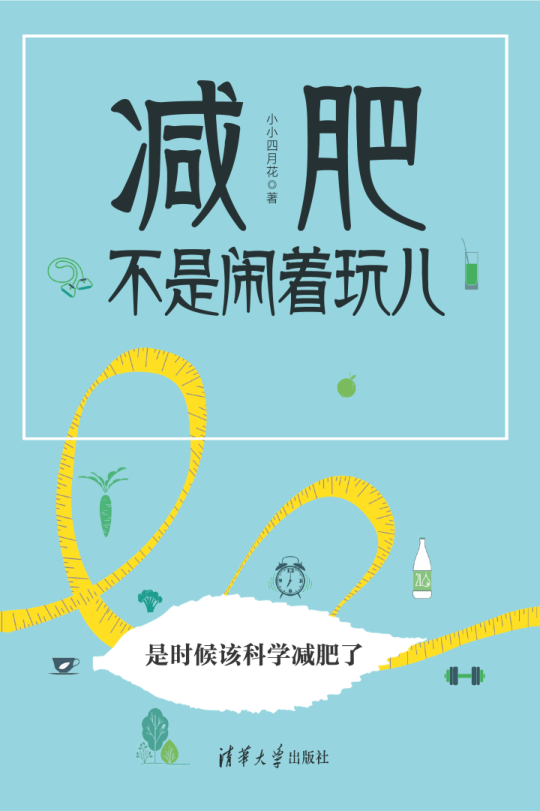 减肥
小小四月花◎著
不是闹着玩儿
是时候该科学减肥了
清华大学出版社